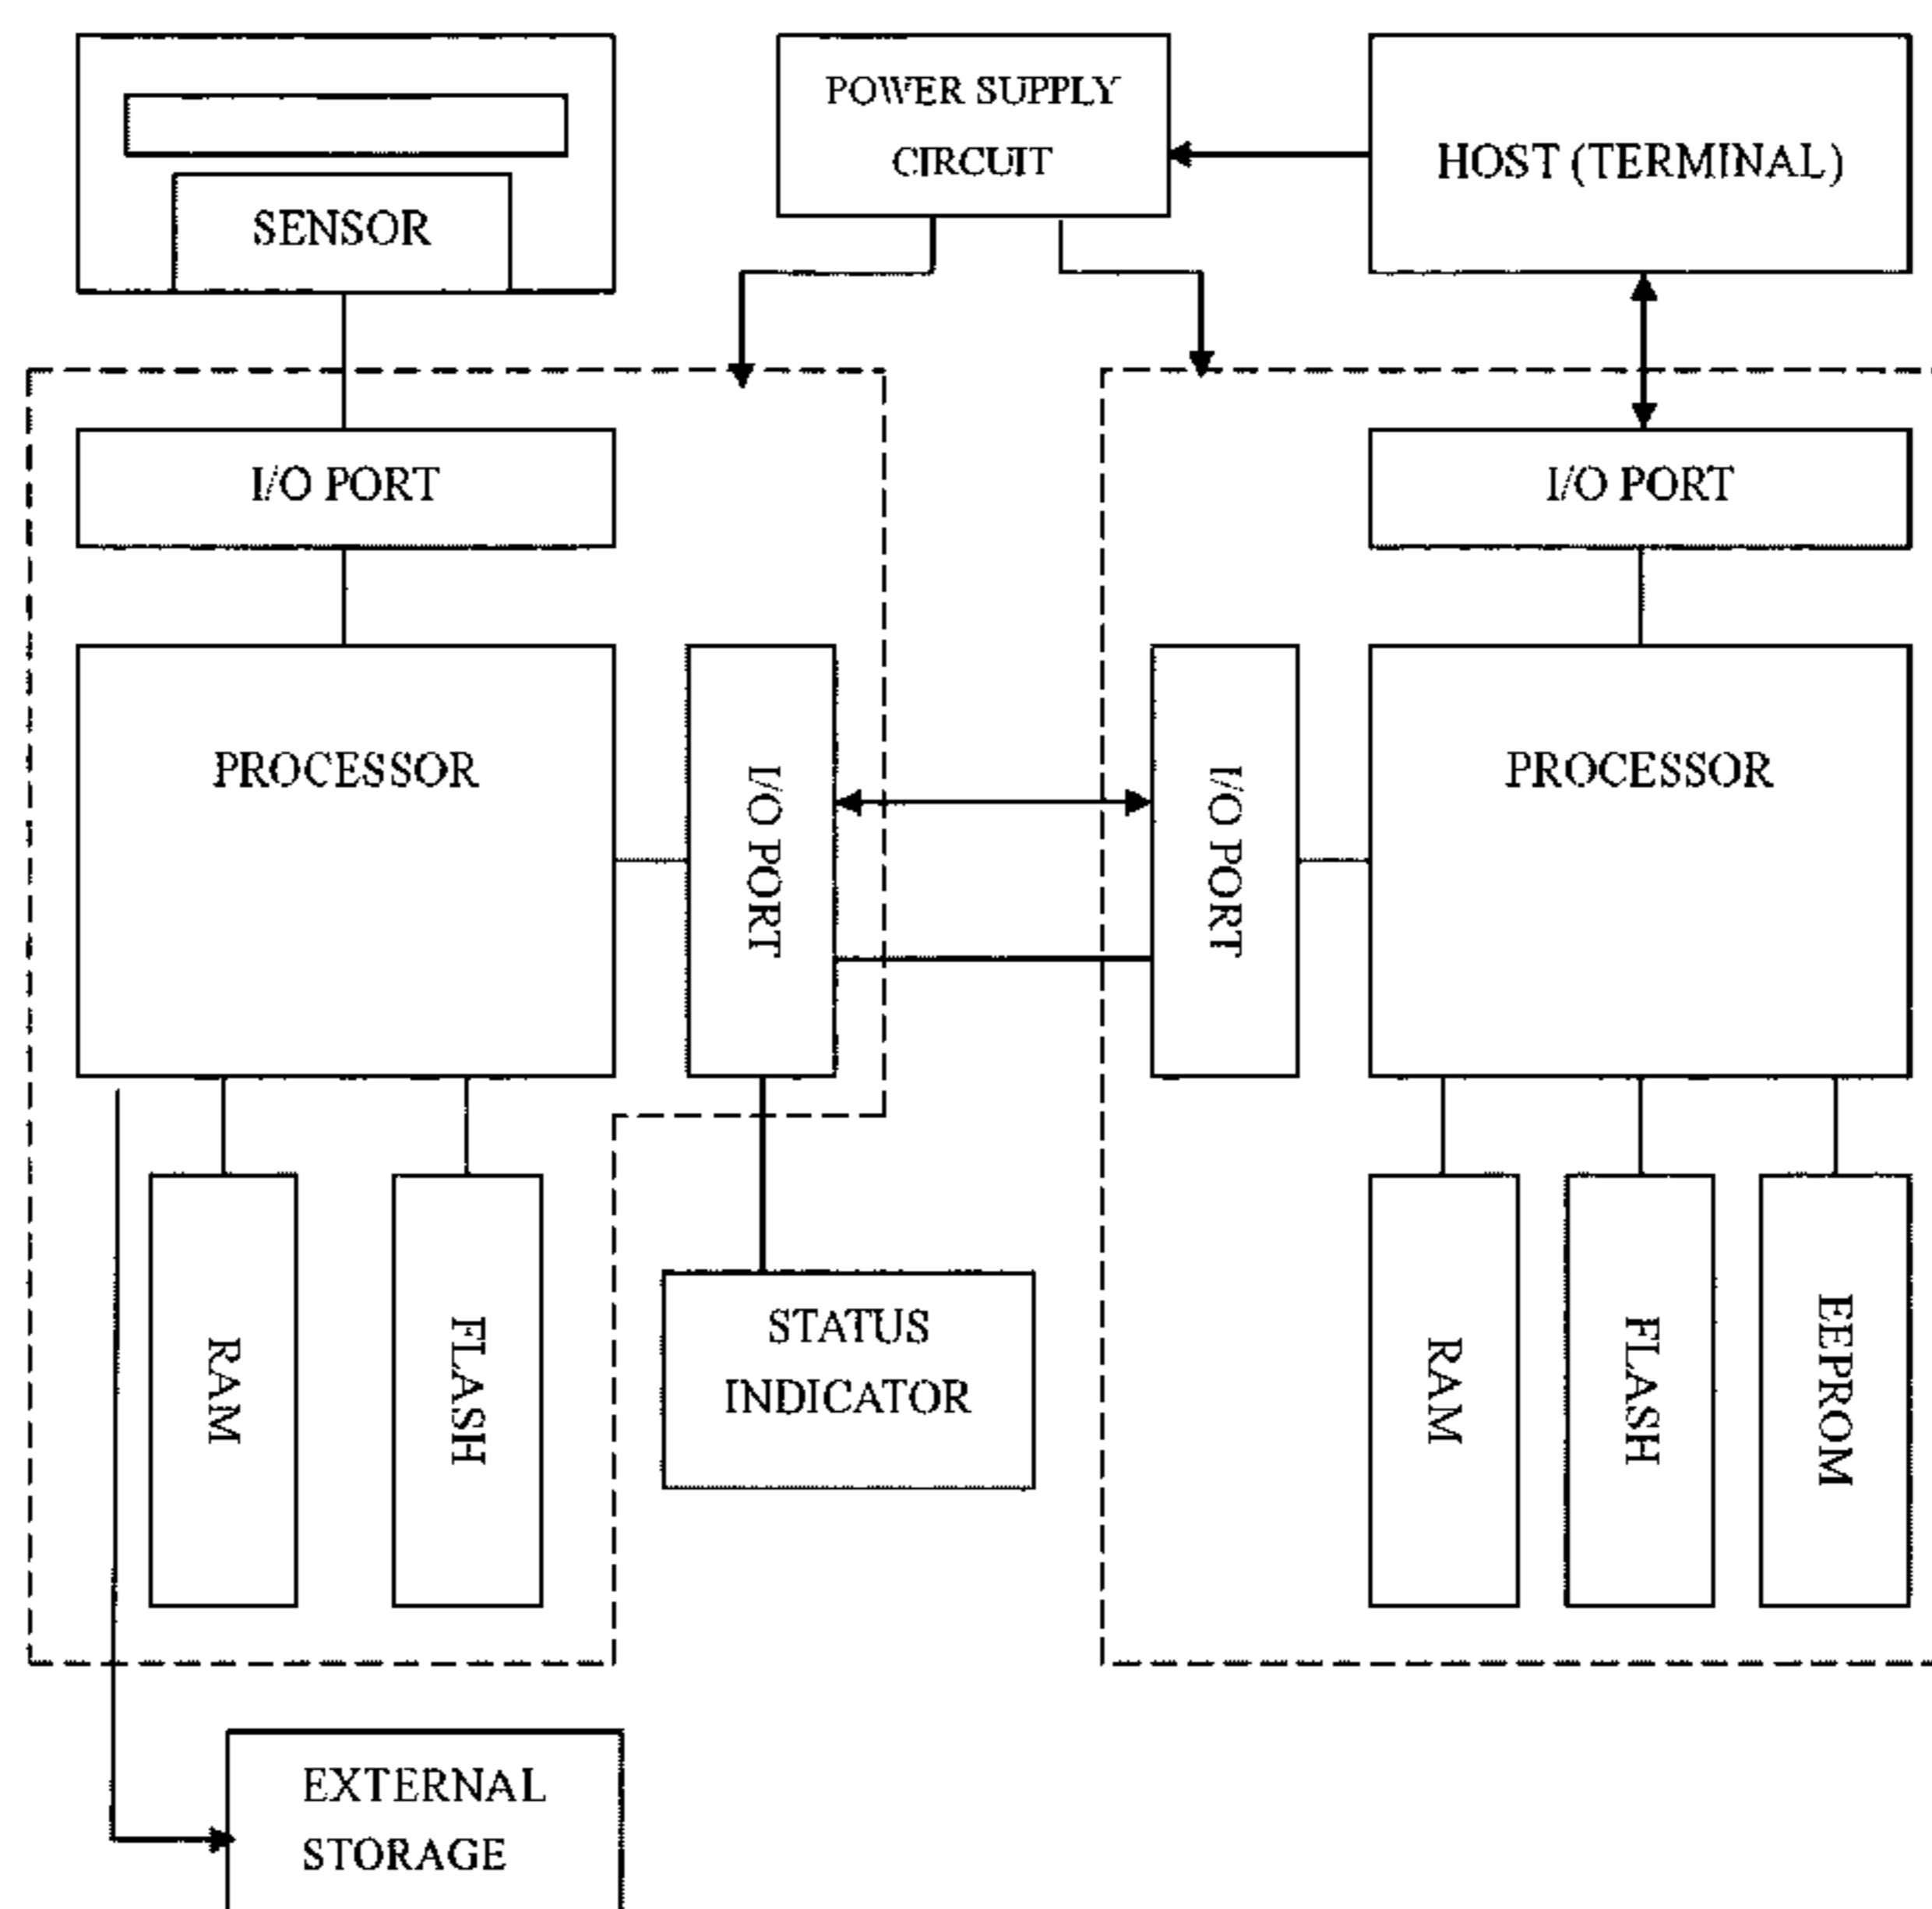 POWER SUPPLY
CIRCUIT
HOST (TERMINAL)
SENSOR
I/O PORT
I/O PORT
PROCESSOR
I/O PORT
I/O PORT
PROCESSOR
RAM
FLASH
STATUS
INDICATOR
RAM
FLASH
EEPROM
EXTERNAL
STORAGE